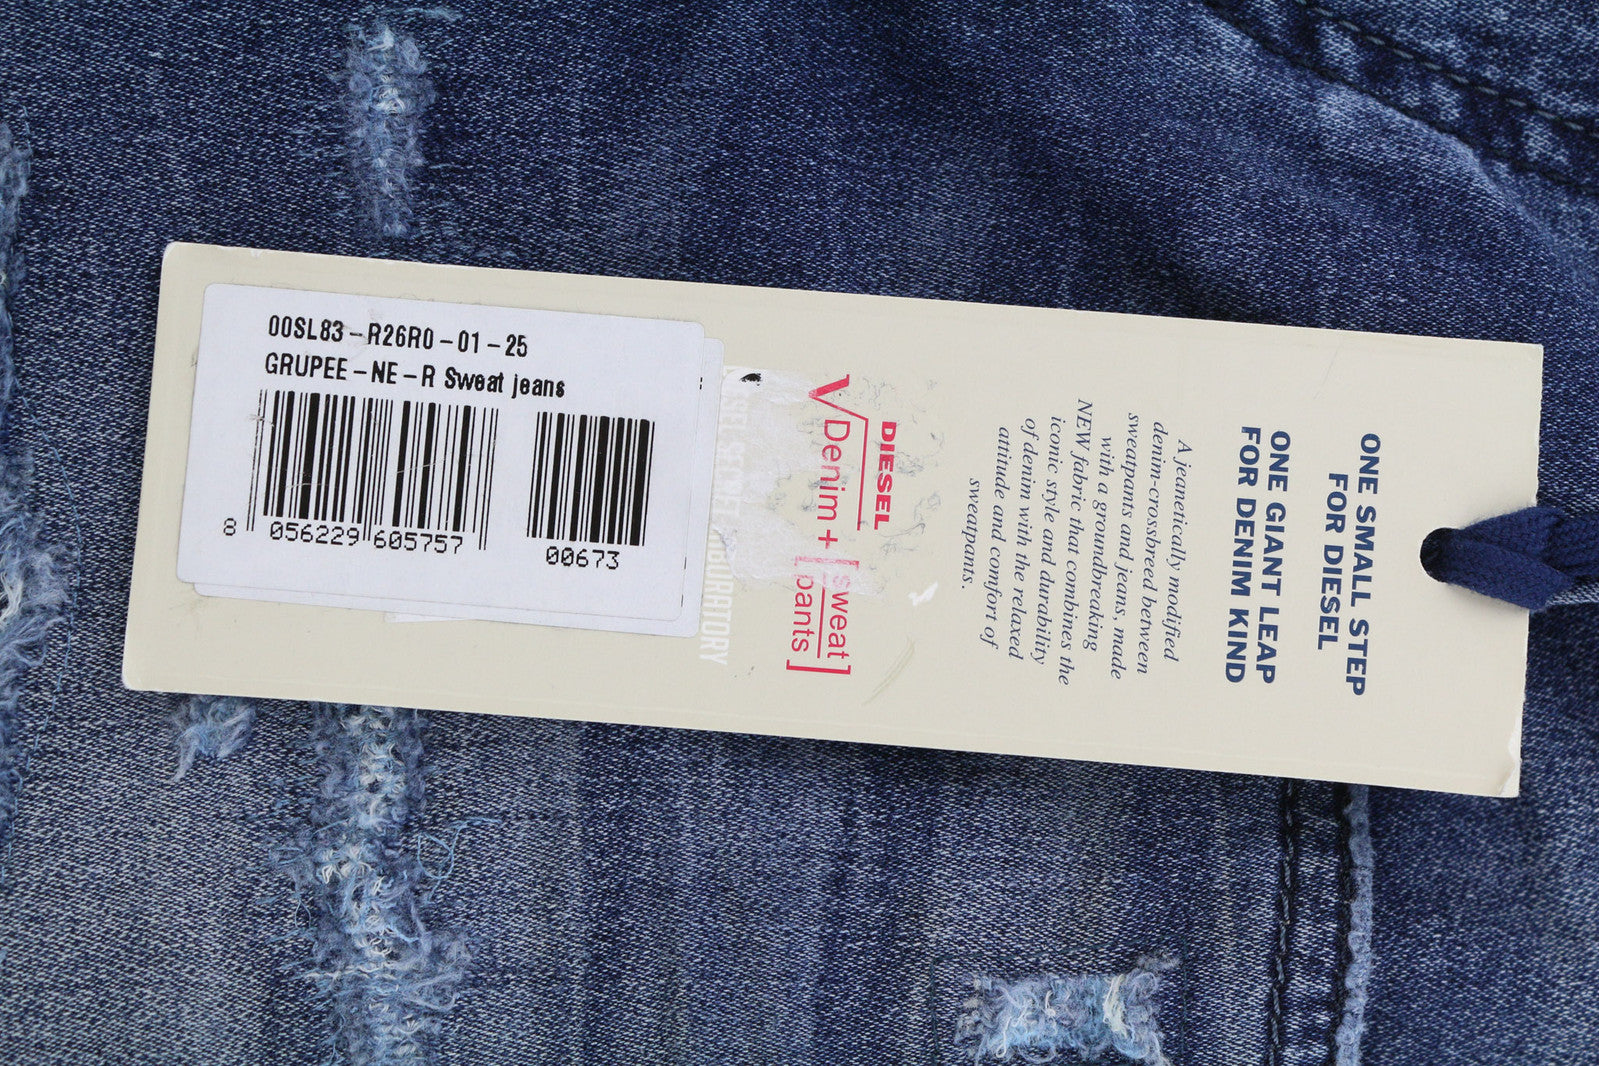 00SL83-R26R0-01-25
GRUPEE-NE-R Sweat jeans
8 056229 605757
00673
ONE SMALL STEP
FOR DIESEL
ONE GIANT LEAP
FOR DENIM KIND
A jeanetically modified
denim-crossbreed between
sweatpants and jeans, made
with a groundbreaking
NEW fabric that combines the
iconic style and durability
of denim with the relaxed
attitude and comfort of
sweatpants.
DIESEL
√Denim + [sweat
pants]